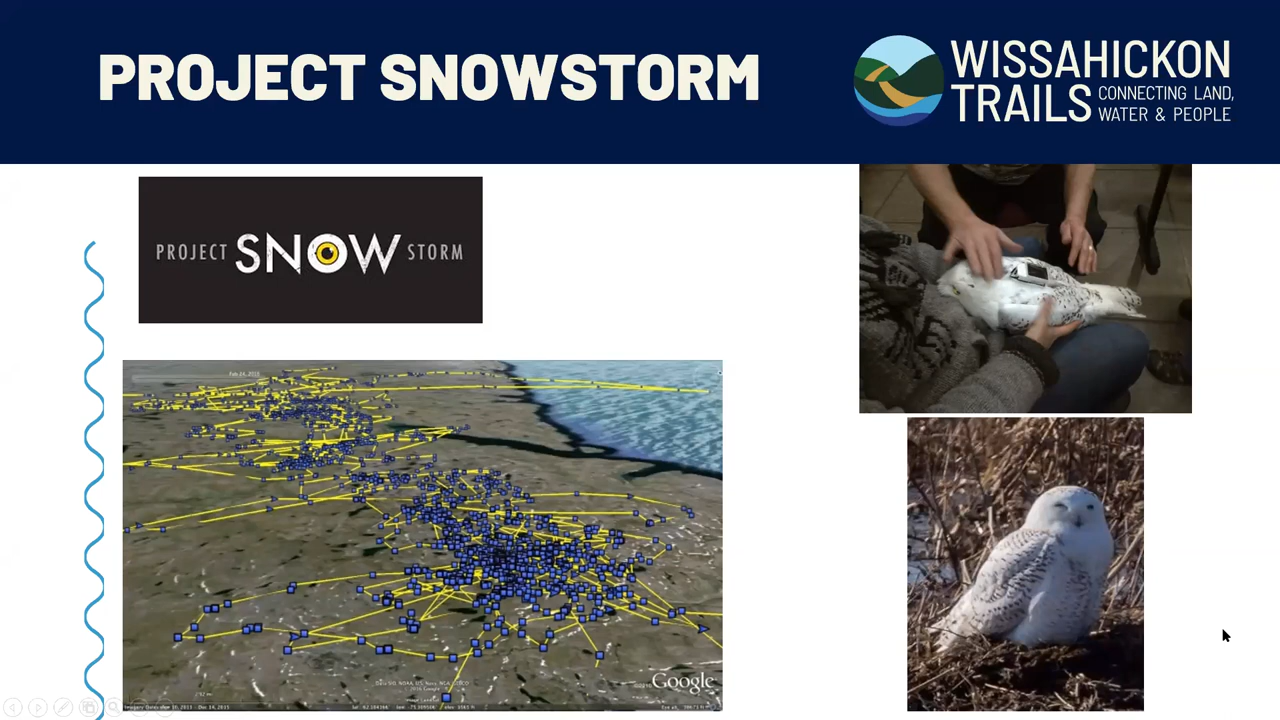 PROJECT SNOWSTORM
WISSAHICKON
TRAILS CONNECTING LAND,
WATER & PEOPLE
PROJECT SNOW STORM
Google